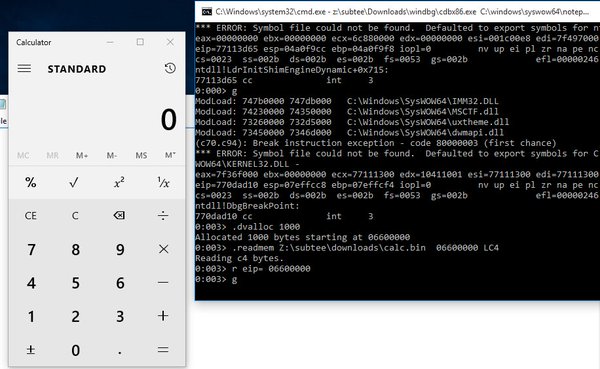 Calculator
STANDARD
0
MC MR M+ M- MS M˅
% √ x² ¹/x
CE C ÷
7 8 9 ×
4 5 6 −
1 2 3 +
± 0 . =
C:\Windows\system32\cmd.exe - z:\subtee\Downloads\windbg\cdbx86.exe C:\windows\syswow64\notep...
*** ERROR: Symbol file could not be found.  Defaulted to export symbols for nt
eax=00000000 ebx=00000000 ecx=6c880000 edx=00000000 esi=001c00e8 edi=7f497000
eip=77113d65 esp=04a0f9cc ebp=04a0f9f8 iopl=0         nv up ei pl zr na pe nc
cs=0023  ss=002b  ds=002b  es=002b  fs=0053  gs=002b             efl=00000246
ntdll!LdrInitShimEngineDynamic+0x715:
77113d65 cc              int     3
0:000> g
ModLoad: 747b0000 747db000   C:\Windows\SysWOW64\IMM32.DLL
ModLoad: 74230000 74350000   C:\Windows\SysWOW64\MSCTF.dll
ModLoad: 73260000 732d5000   C:\Windows\SysWOW64\uxtheme.dll
ModLoad: 73450000 7346d000   C:\Windows\SysWOW64\dwmapi.dll
(c70.c94): Break instruction exception - code 80000003 (first chance)
*** ERROR: Symbol file could not be found.  Defaulted to export symbols for C
WOW64\KERNEL32.DLL -
eax=7f36f000 ebx=00000000 ecx=77111300 edx=10411001 esi=77111300 edi=77111300
eip=770dad10 esp=07effcc8 ebp=07effcf4 iopl=0         nv up ei pl zr na pe nc
cs=0023  ss=002b  ds=002b  es=002b  fs=0053  gs=002b             efl=00000246
ntdll!DbgBreakPoint:
770dad10 cc              int     3
0:003> .dvalloc 1000
Allocated 1000 bytes starting at 06600000
0:003> .readmem Z:\subtee\downloads\calc.bin  06600000 LC4
Reading c4 bytes.
0:003> r eip= 06600000
0:003> g